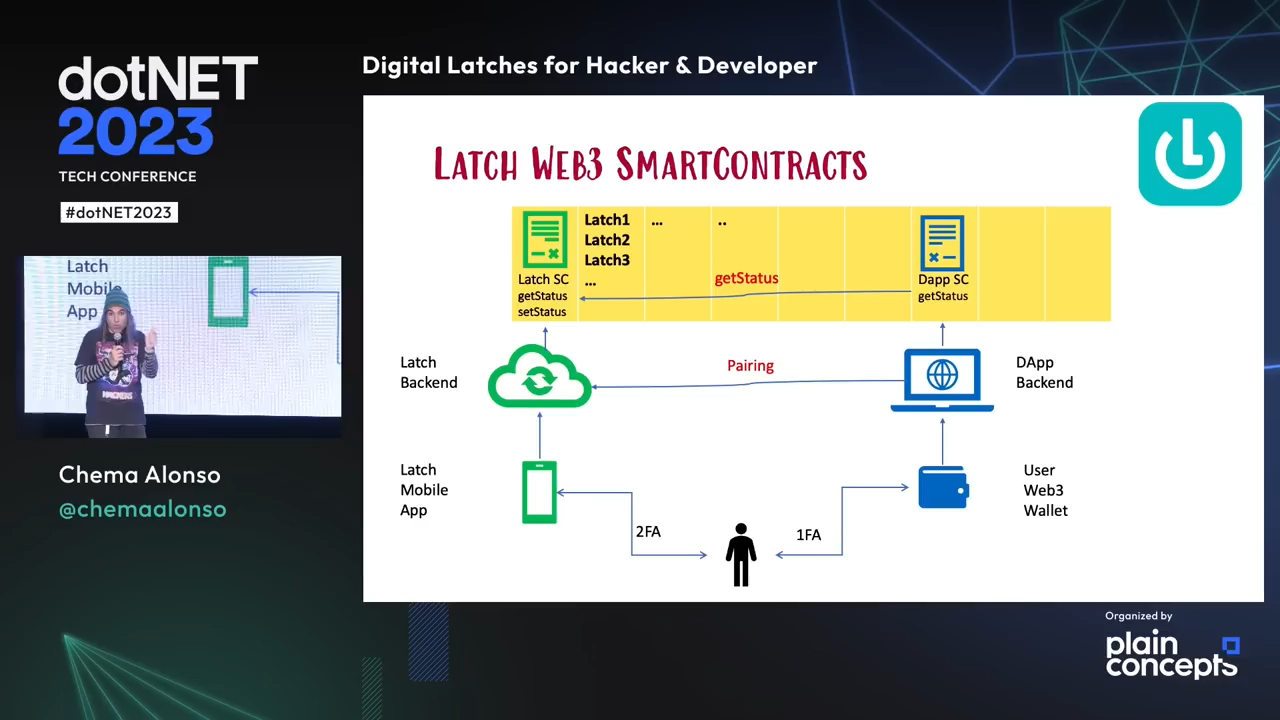 dotNET
2023
TECH CONFERENCE
#dotNET2023
Latch
Mobile
App
Chema Alonso
@chemaalonso
Digital Latches for Hacker & Developer
LATCH WEB3 SMARTCONTRACTS
Latch SC
getStatus
setStatus
Latch1
Latch2
Latch3
...
...
..
getStatus
Dapp SC
getStatus
Latch
Backend
Pairing
DApp
Backend
Latch
Mobile
App
2FA
1FA
User
Web3
Wallet
Organized by
plain
concepts